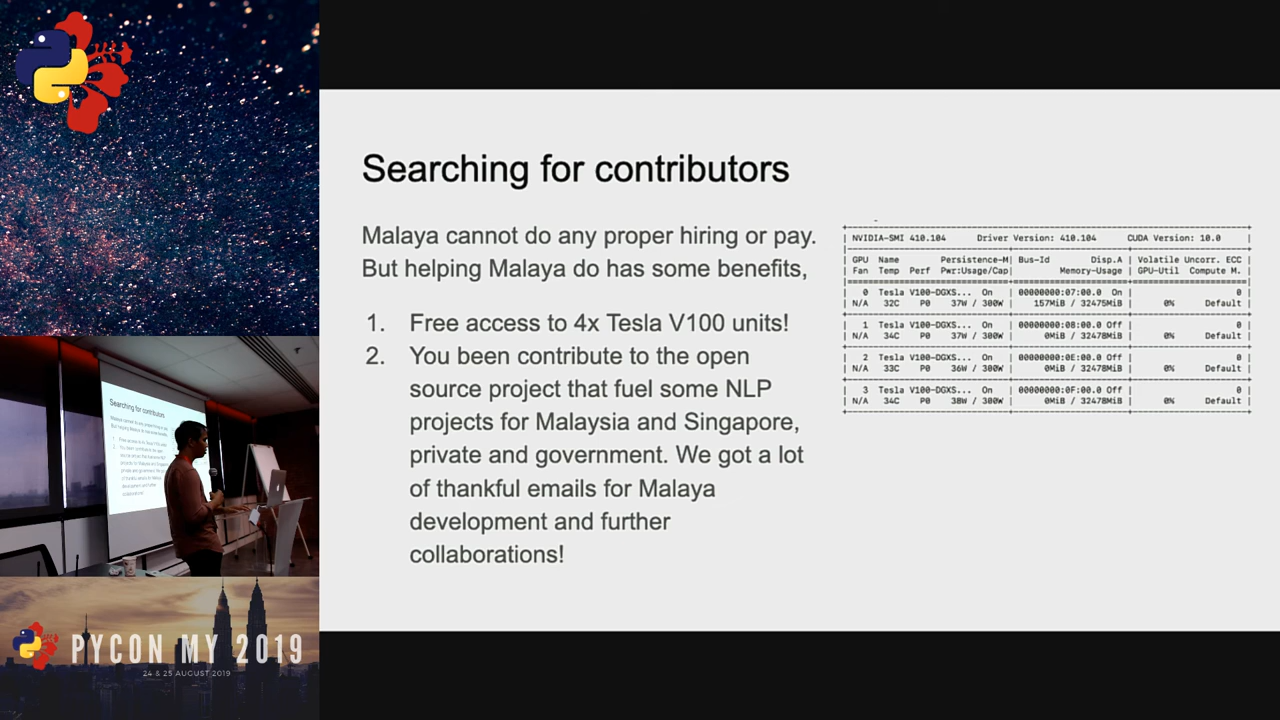 Searching for contributors
Malaya cannot do any proper hiring or pay.
But helping Malaya do has some benefits,
1. Free access to 4x Tesla V100 units!
2. You been contribute to the open
source project that fuel some NLP
projects for Malaysia and Singapore,
private and government. We got a lot
of thankful emails for Malaya
development and further
collaborations!
NVIDIA-SMI 410.104 Driver Version: 410.104 CUDA Version: 10.0
GPU Name Persistence-M| Bus-Id Disp.A | Volatile Uncorr. ECC
Fan Temp Perf Pwr:Usage/Cap| Memory-Usage | GPU-Util Compute M.
0 Tesla V100-DGXS... On | 00000000:07:00.0 On | 0
N/A 32C P0 37W / 300W | 157MiB / 32475MiB | 0% Default
1 Tesla V100-DGXS... On | 00000000:08:00.0 Off | 0
N/A 34C P0 37W / 300W | 0MiB / 32478MiB | 0% Default
2 Tesla V100-DGXS... On | 00000000:0E:00.0 Off | 0
N/A 33C P0 36W / 300W | 0MiB / 32478MiB | 0% Default
3 Tesla V100-DGXS... On | 00000000:0F:00.0 Off | 0
N/A 34C P0 38W / 300W | 0MiB / 32478MiB | 0% Default
Searching for contributors
PYCON MY 2019
24 & 25 AUGUST 2019